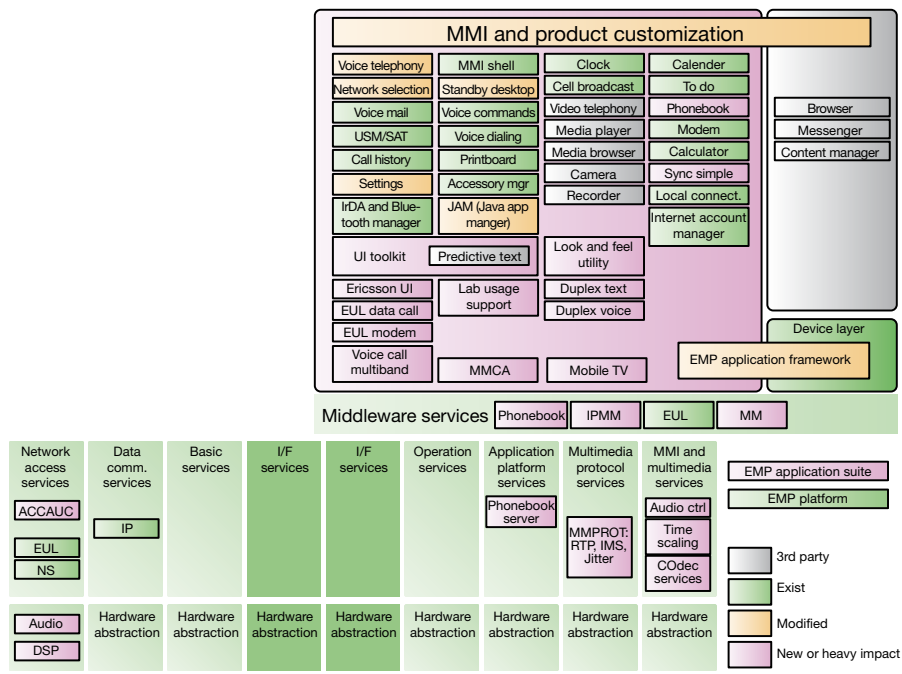 MMI and product customization
Voice telephony
Network selection
Voice mail
USM/SAT
Call history
Settings
IrDA and Blue-
tooth manager
MMI shell
Standby desktop
Voice commands
Voice dialing
Printboard
Accessory mgr
JAM (Java app
manger)
Clock
Cell broadcast
Video telephony
Media player
Media browser
Camera
Recorder
Calender
To do
Phonebook
Modem
Calculator
Sync simple
Local connect.
Internet account
manager
Browser
Messenger
Content manager
UI toolkit
Predictive text
Look and feel
utility
Ericsson UI
EUL data call
EUL modem
Voice call
multiband
Lab usage
support
Duplex text
Duplex voice
MMCA
Mobile TV
Device layer
EMP application framework
Middleware services
Phonebook
IPMM
EUL
MM
Network
access
services
ACCAUC
EUL
NS
Data
comm.
services
IP
Basic
services
I/F
services
I/F
services
Operation
services
Application
platform
services
Phonebook
server
Multimedia
protocol
services
MMPROT:
RTP, IMS,
Jitter
MMI and
multimedia
services
Audio ctrl
Time
scaling
COdec
services
Audio
DSP
Hardware
abstraction
Hardware
abstraction
Hardware
abstraction
Hardware
abstraction
Hardware
abstraction
Hardware
abstraction
Hardware
abstraction
Hardware
abstraction
EMP application suite
EMP platform
3rd party
Exist
Modified
New or heavy impact